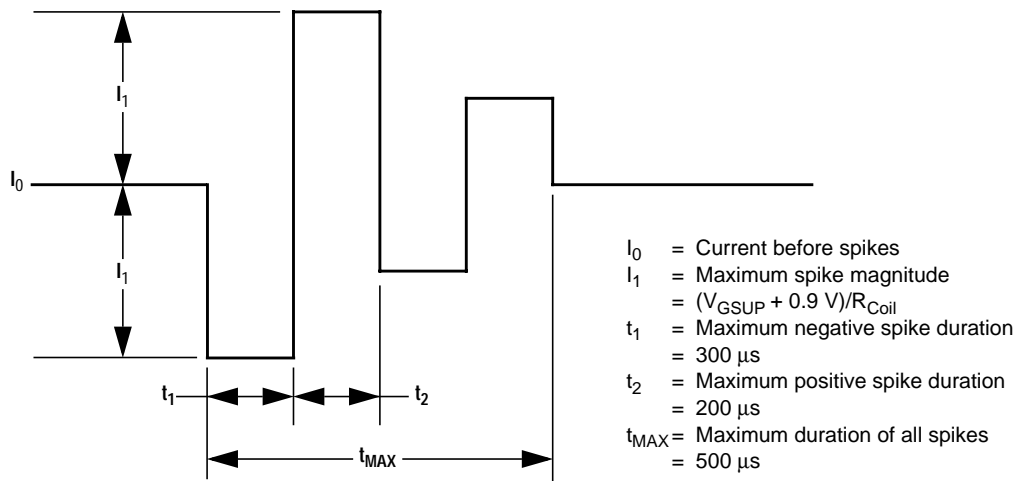 I₁
I₀
I₁
t₁
t₂
tMAX
I₀ = Current before spikes
I₁ = Maximum spike magnitude
= (VGSUP + 0.9 V)/RCoil
t₁ = Maximum negative spike duration
= 300 μs
t₂ = Maximum positive spike duration
= 200 μs
tMAX = Maximum duration of all spikes
= 500 μs